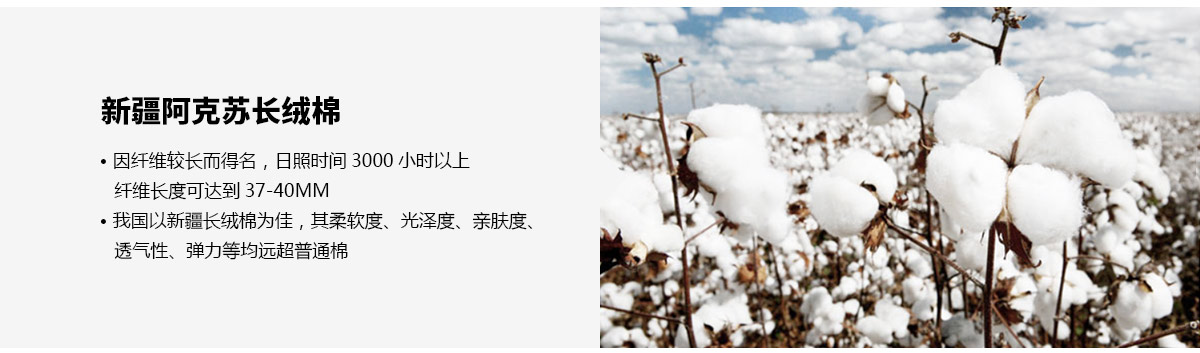 新疆阿克苏长绒棉
• 因纤维较长而得名，日照时间 3000 小时以上
纤维长度可达到 37-40MM
• 我国以新疆长绒棉为佳，其柔软度、光泽度、亲肤度、
透气性、弹力等均远超普通棉